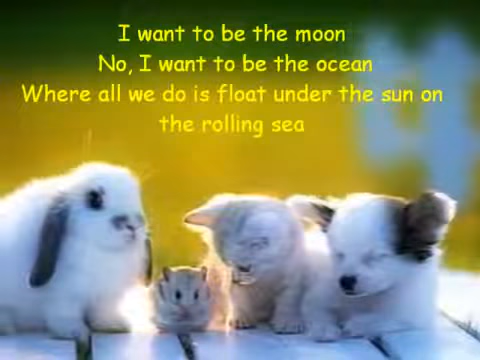 I want to be the moon
No, I want to be the ocean
Where all we do is float under the sun on
the rolling sea